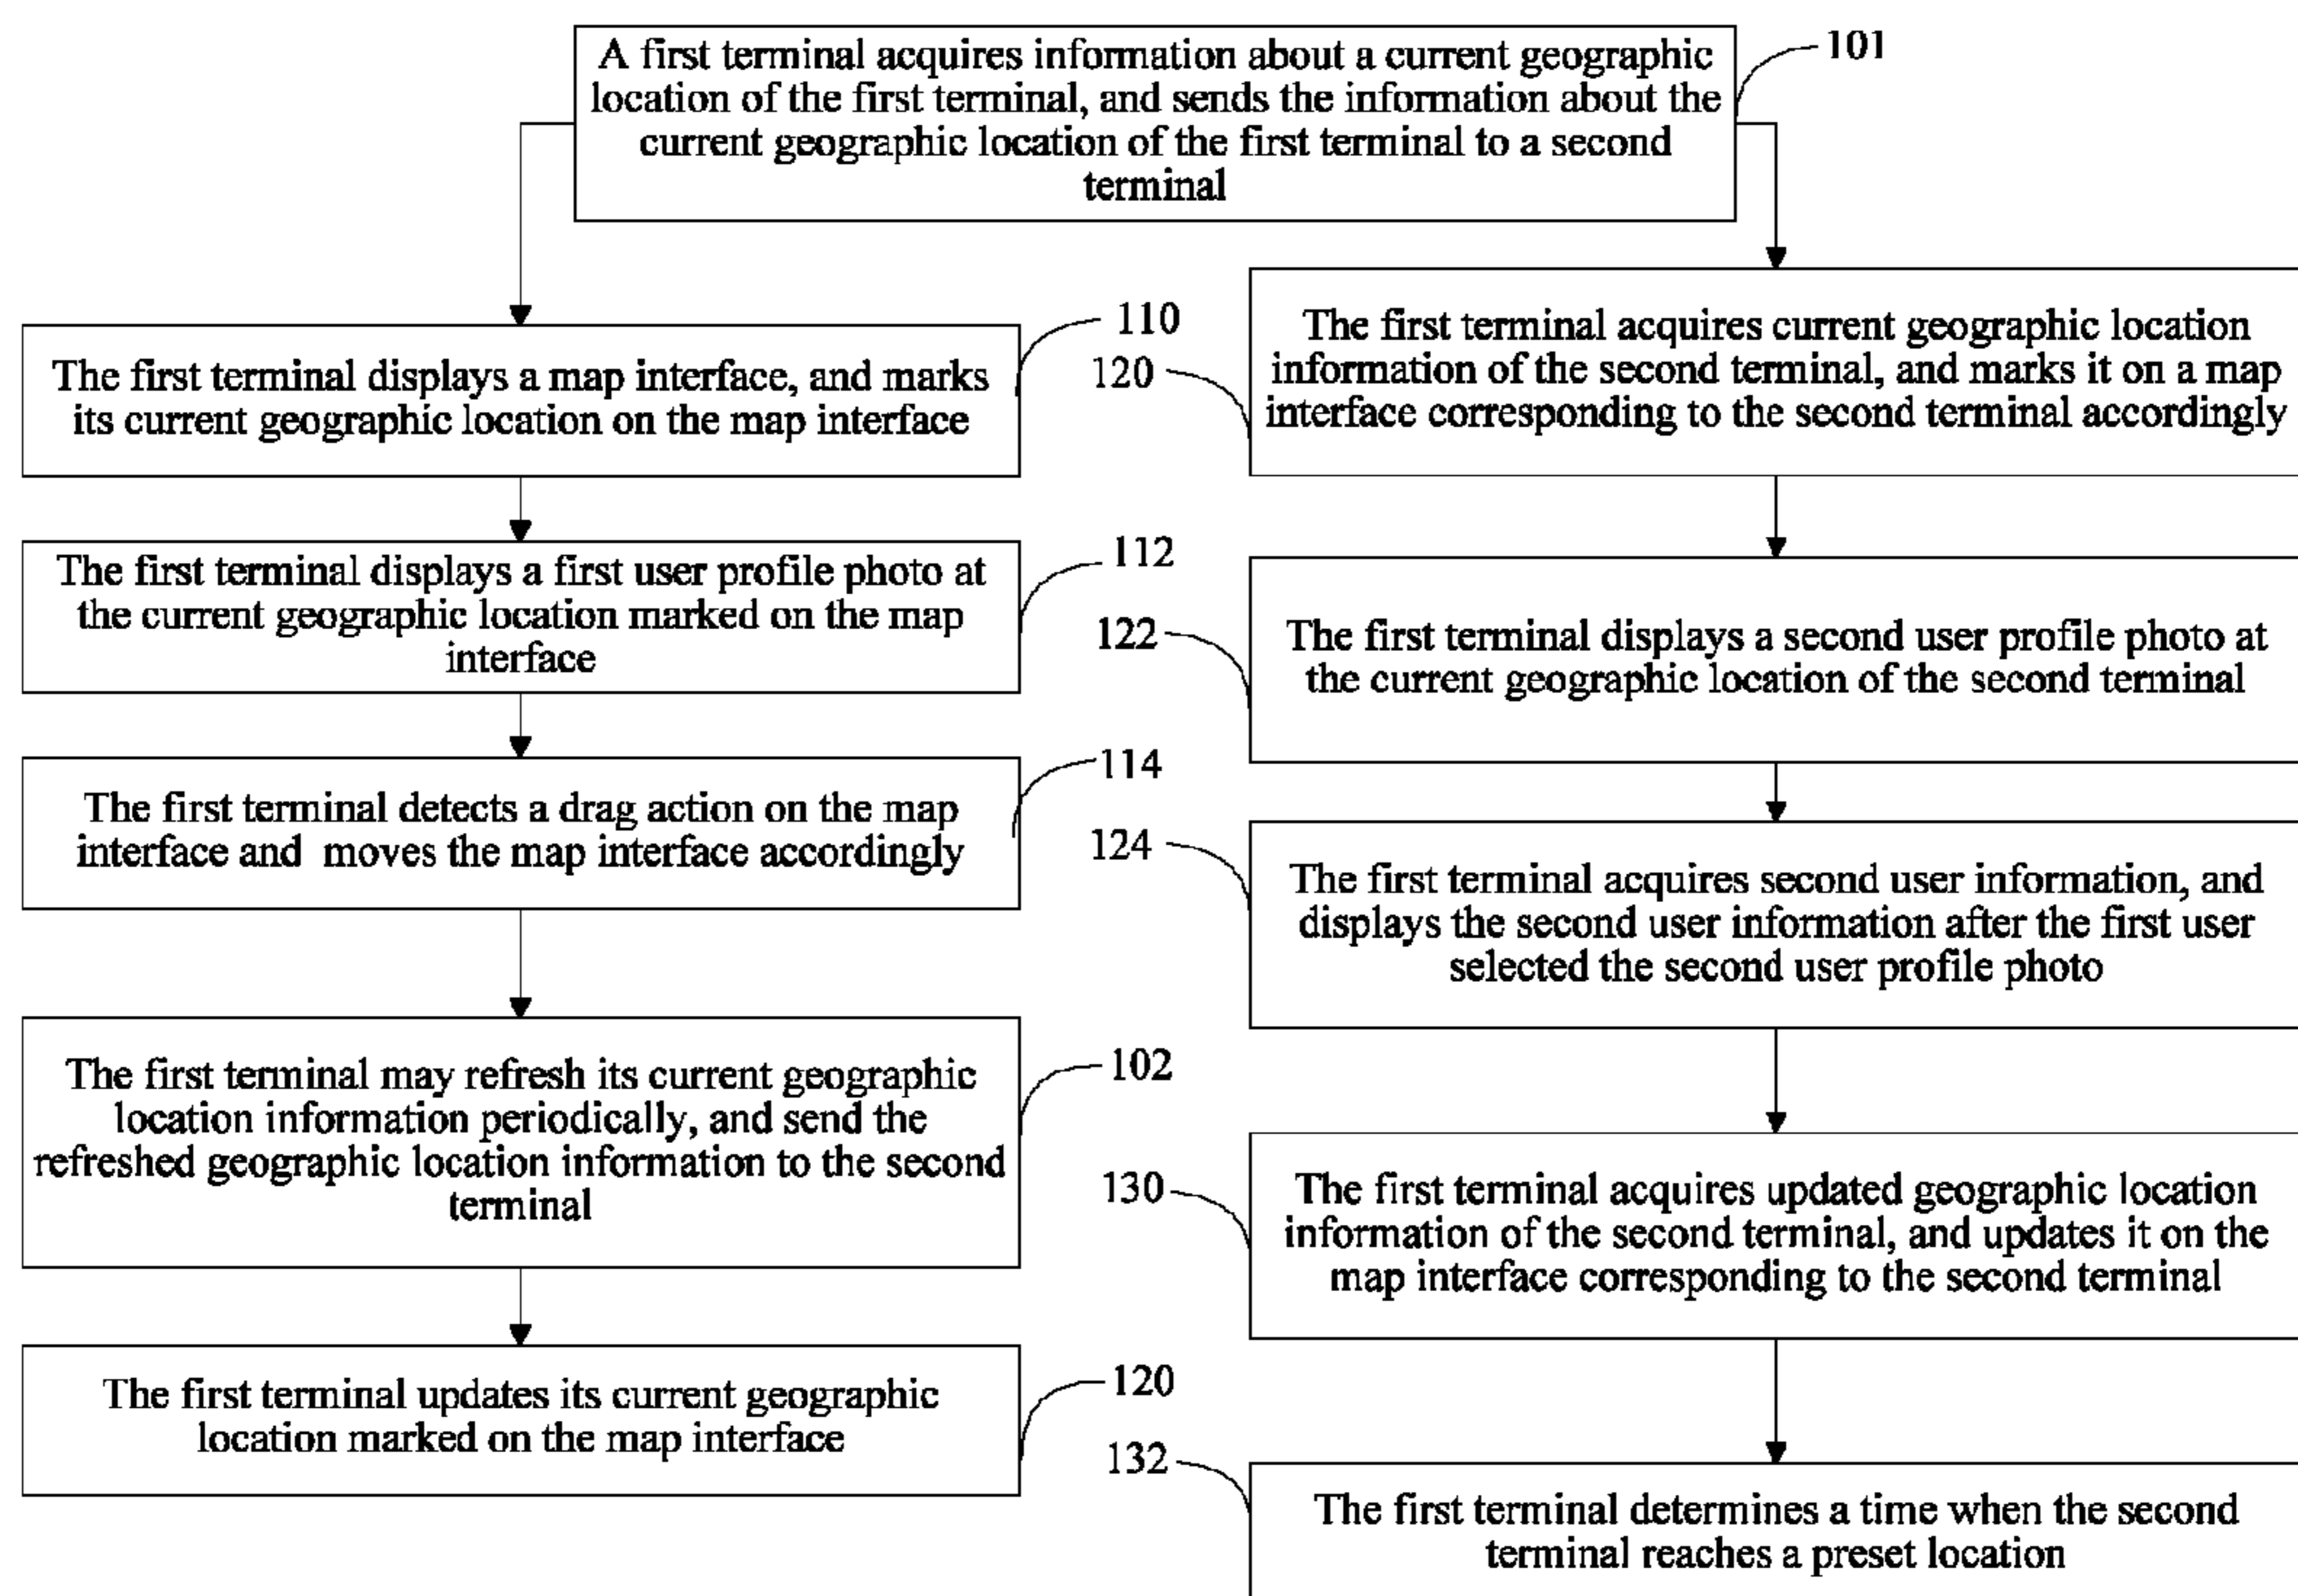 A first terminal acquires information about a current geographic
location of the first terminal, and sends the information about the
current geographic location of the first terminal to a second
terminal
101
The first terminal displays a map interface, and marks
its current geographic location on the map interface
110
The first terminal displays a first user profile photo at
the current geographic location marked on the map
interface
112
The first terminal detects a drag action on the map
interface and moves the map interface accordingly
114
The first terminal may refresh its current geographic
location information periodically, and send the
refreshed geographic location information to the second
terminal
102
The first terminal updates its current geographic
location marked on the map interface
120
120
The first terminal acquires current geographic location
information of the second terminal, and marks it on a map
interface corresponding to the second terminal accordingly
122
The first terminal displays a second user profile photo at
the current geographic location of the second terminal
124
The first terminal acquires second user information, and
displays the second user information after the first user
selected the second user profile photo
130
The first terminal acquires updated geographic location
information of the second terminal, and updates it on the
map interface corresponding to the second terminal
132
The first terminal determines a time when the second
terminal reaches a preset location